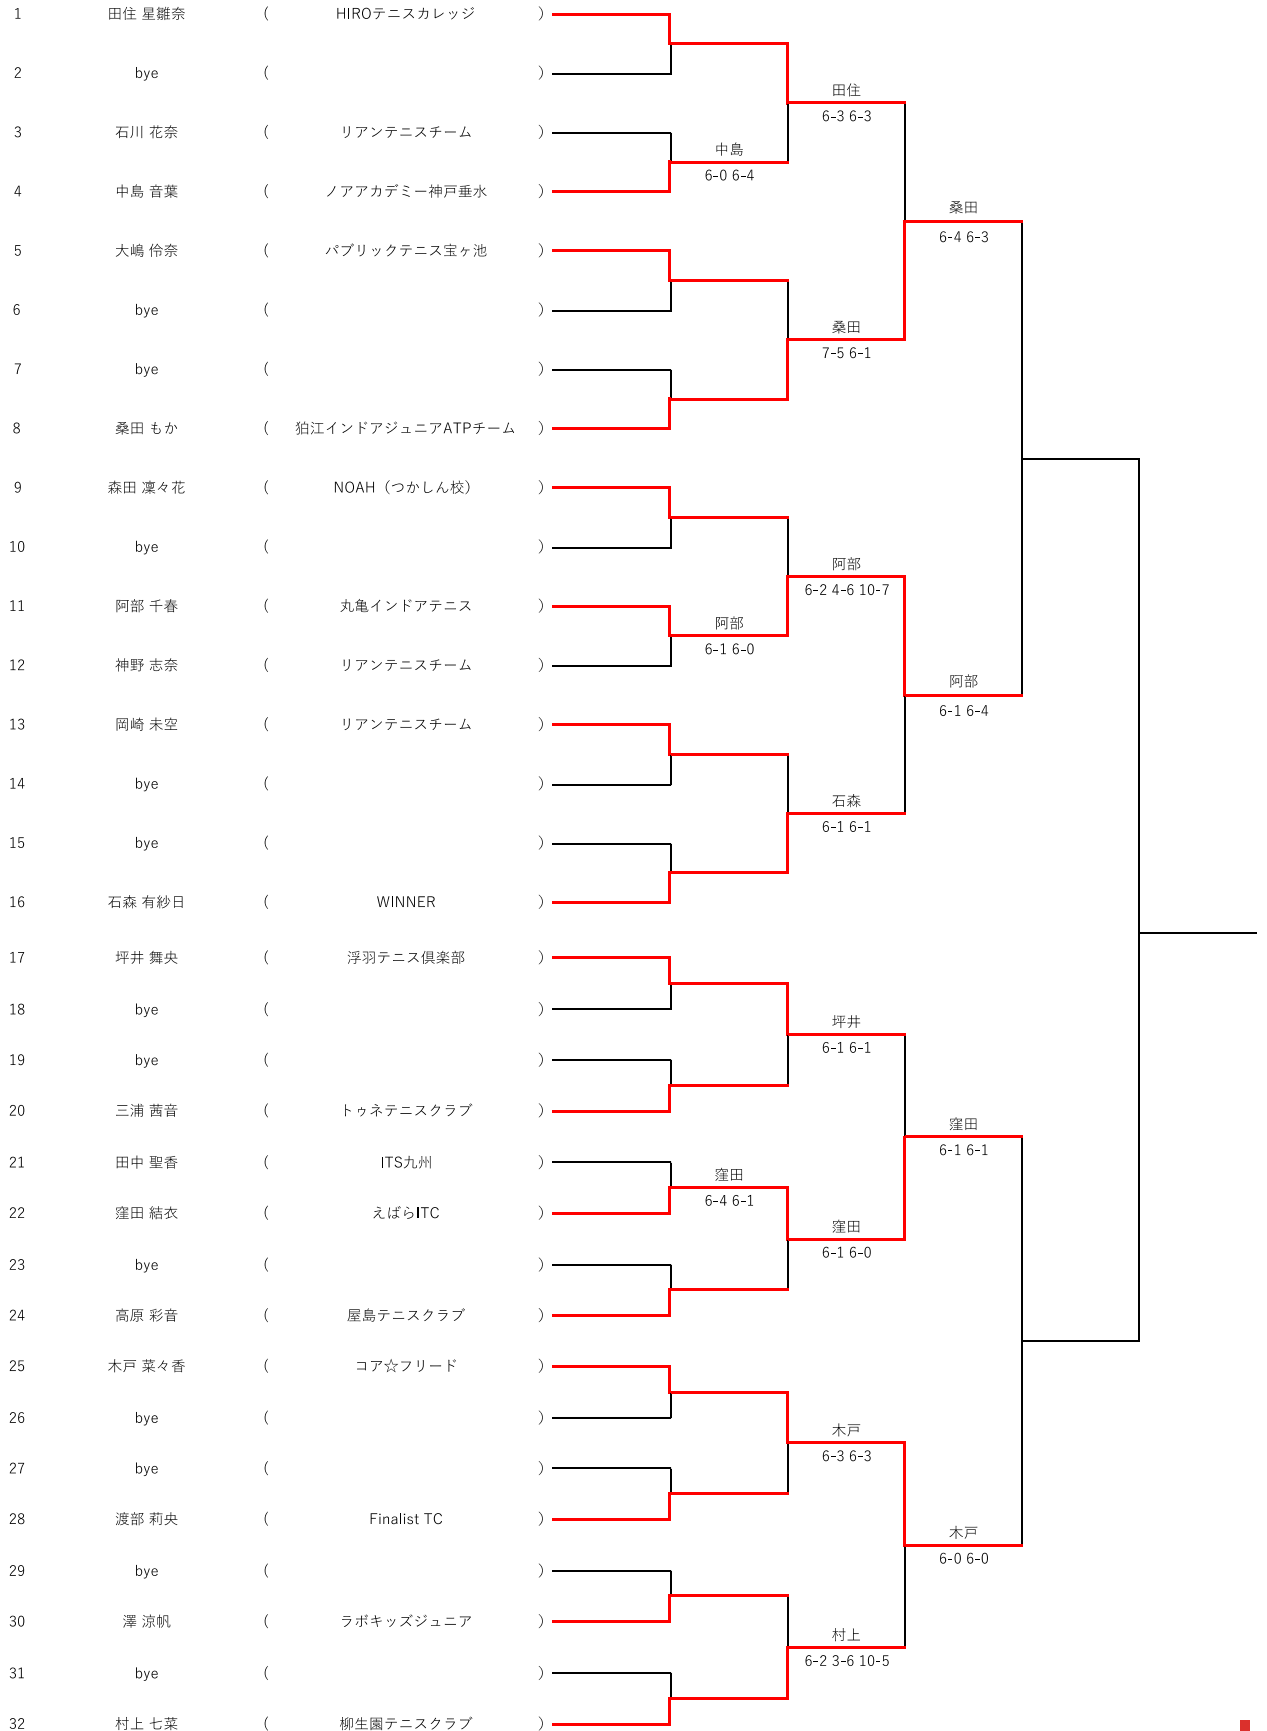 1 田住 星雛奈 ( HIROテニスカレッジ )
2 bye ( )
田住
6-3 6-3
3 石川 花奈 ( リアンテニスチーム )
中島
6-0 6-4
4 中島 音葉 ( ノアアカデミー神戸垂水 )
桑田
6-4 6-3
5 大嶋 伶奈 ( パブリックテニス宝ヶ池 )
6 bye ( )
桑田
7-5 6-1
7 bye ( )
8 桑田 もか ( 狛江インドアジュニアATPチーム )
9 森田 凜々花 ( NOAH（つかしん校） )
10 bye ( )
阿部
6-2 4-6 10-7
11 阿部 千春 ( 丸亀インドアテニス )
阿部
6-1 6-0
12 神野 志奈 ( リアンテニスチーム )
阿部
6-1 6-4
13 岡崎 未空 ( リアンテニスチーム )
14 bye ( )
石森
6-1 6-1
15 bye ( )
16 石森 有紗日 ( WINNER )
17 坪井 舞央 ( 浮羽テニス倶楽部 )
18 bye ( )
坪井
6-1 6-1
19 bye ( )
20 三浦 茜音 ( トゥネテニスクラブ )
窪田
6-1 6-1
21 田中 聖香 ( ITS九州 )
窪田
6-4 6-1
22 窪田 結衣 ( えばらITC )
窪田
6-1 6-0
23 bye ( )
24 高原 彩音 ( 屋島テニスクラブ )
25 木戸 菜々香 ( コア☆フリード )
26 bye ( )
木戸
6-3 6-3
27 bye ( )
28 渡部 莉央 ( Finalist TC )
木戸
6-0 6-0
29 bye ( )
30 澤 涼帆 ( ラボキッズジュニア )
村上
6-2 3-6 10-5
31 bye ( )
32 村上 七菜 ( 柳生園テニスクラブ )